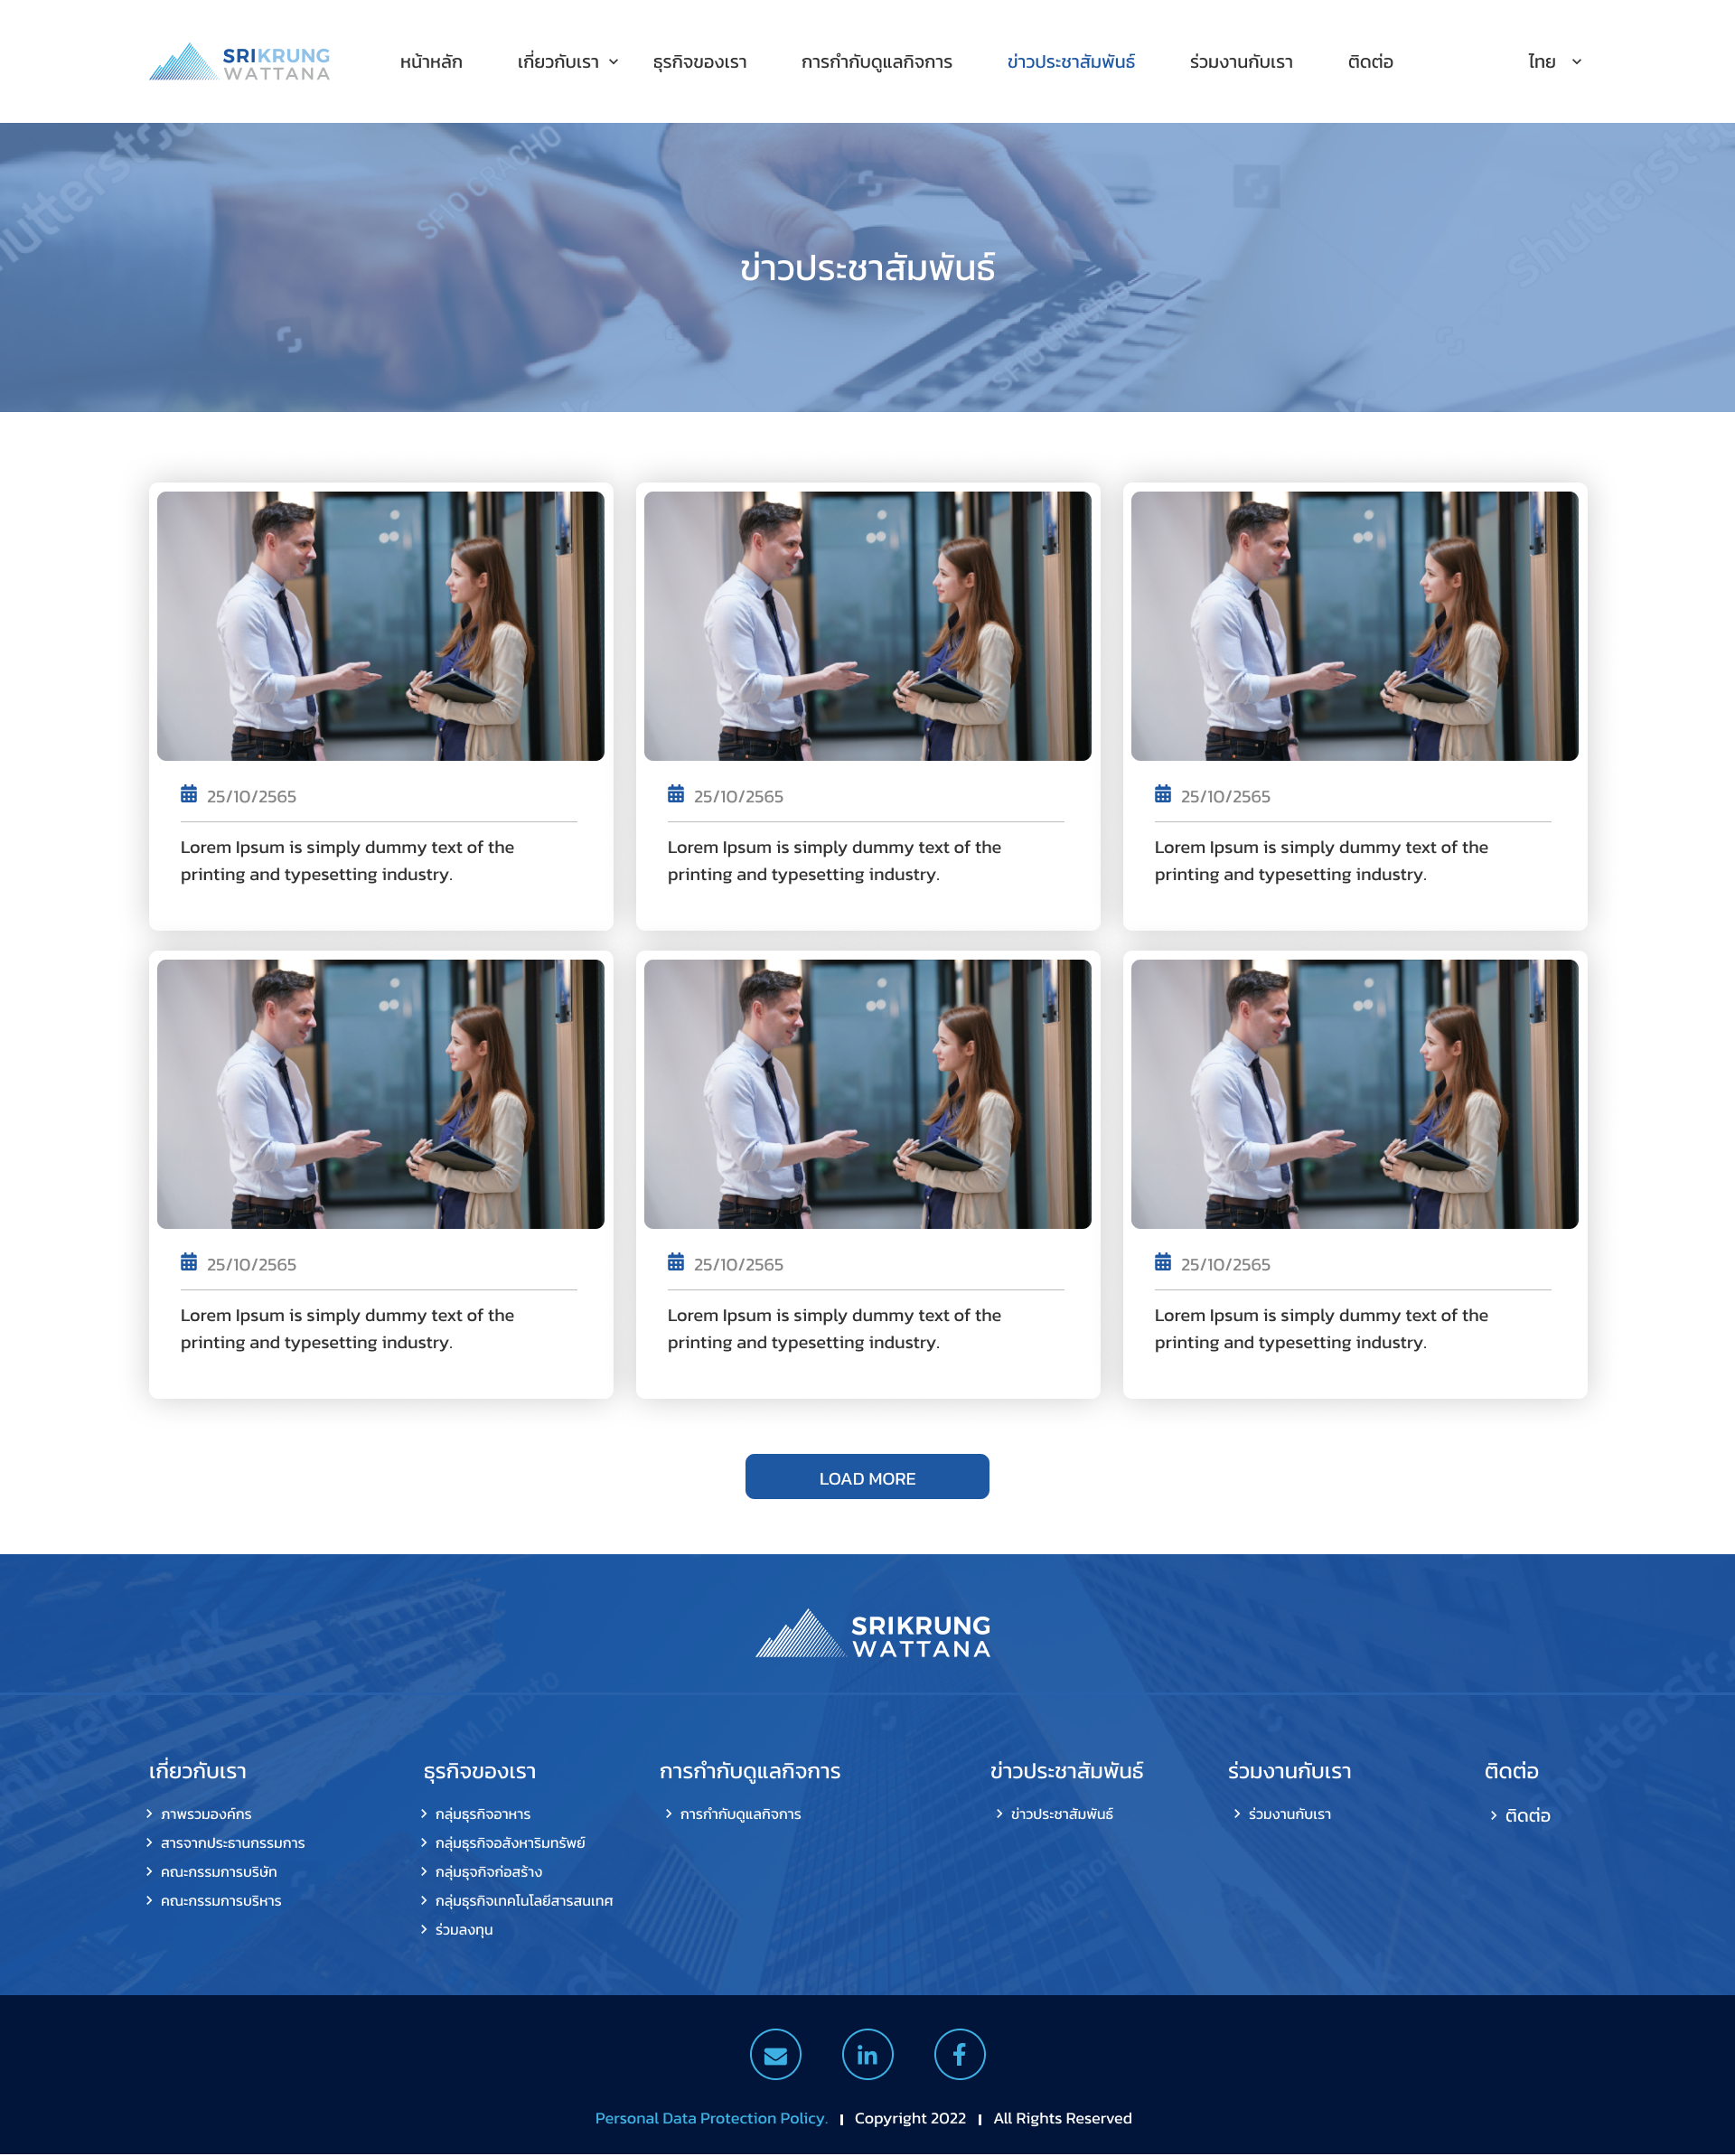 SRIKRUNG
WATTANA
หน้าหลัก เกี่ยวกับเรา ธุรกิจของเรา การกำกับดูแลกิจการ ข่าวประชาสัมพันธ์ ร่วมงานกับเรา ติดต่อ ไทย
shutterstock
SFIO CRACHO
shutterstock
ข่าวประชาสัมพันธ์
SFIO CRACHO
25/10/2565 25/10/2565 25/10/2565
Lorem Ipsum is simply dummy text of the Lorem Ipsum is simply dummy text of the Lorem Ipsum is simply dummy text of the
printing and typesetting industry. printing and typesetting industry. printing and typesetting industry.
25/10/2565 25/10/2565 25/10/2565
Lorem Ipsum is simply dummy text of the Lorem Ipsum is simply dummy text of the Lorem Ipsum is simply dummy text of the
printing and typesetting industry. printing and typesetting industry. printing and typesetting industry.
LOAD MORE
SRIKRUNG
WATTANA
IM_photo
เกี่ยวกับเรา
ภาพรวมองค์กร
สารจากประธานกรรมการ
คณะกรรมการบริษัท
คณะกรรมการบริหาร
ธุรกิจของเรา
กลุ่มธุรกิจอาหาร
กลุ่มธุรกิจอสังหาริมทรัพย์
กลุ่มธุจกิจก่อสร้าง
กลุ่มธุรกิจเทคโนโลยีสารสนเทศ
ร่วมลงทุน
การกำกับดูแลกิจการ
การกำกับดูแลกิจการ
ข่าวประชาสัมพันธ์
ข่าวประชาสัมพันธ์
ร่วมงานกับเรา
ร่วมงานกับเรา
ติดต่อ
ติดต่อ
Personal Data Protection Policy. | Copyright 2022 | All Rights Reserved